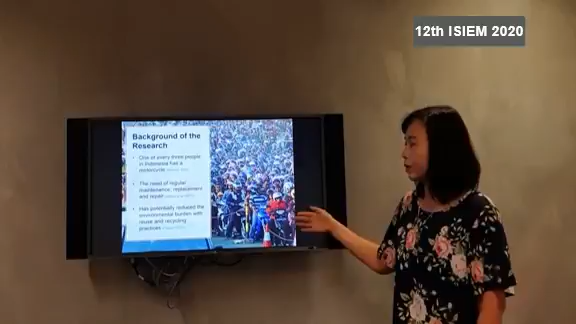 12th ISIEM 2020
Background of the
Research
• One of every three people
in Indonesia has a
motorcycle
• The need of regular
maintenance, replacement
and repair
• Has potentially reduced the
environmental burden with
reuse and recycling
practices